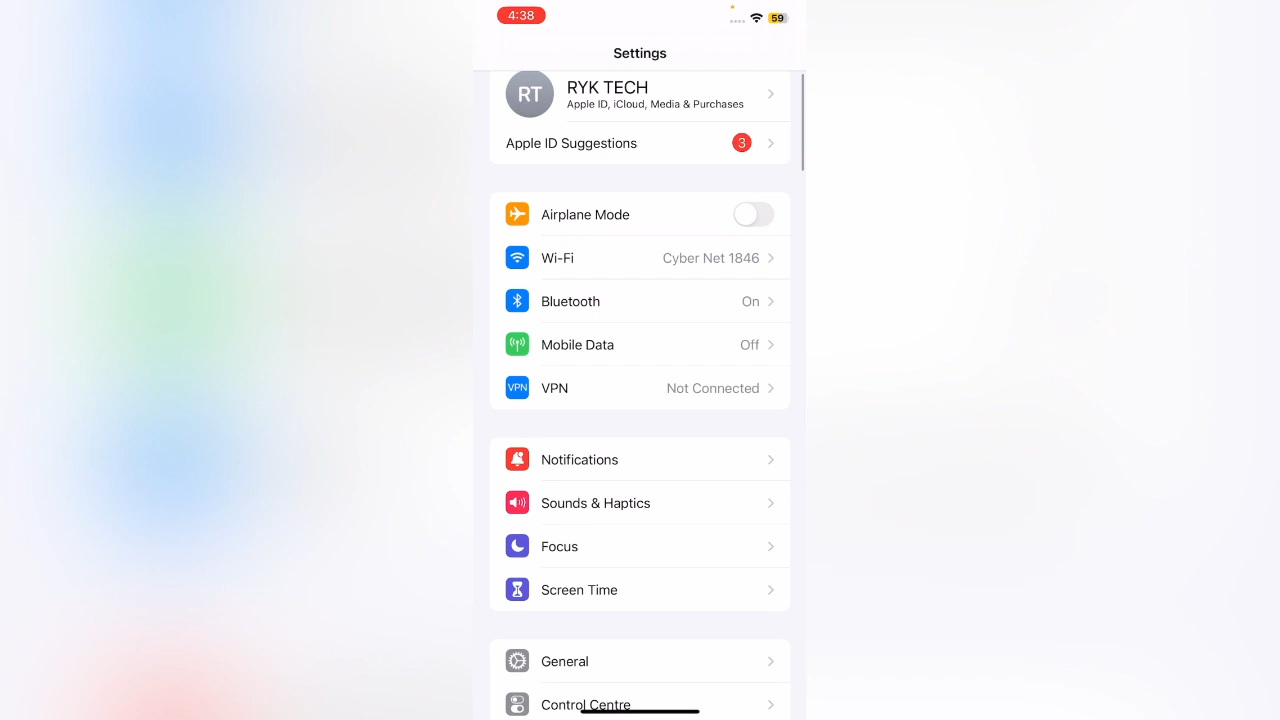 4:38
59
Settings
RT
RYK TECH
Apple ID, iCloud, Media & Purchases
Apple ID Suggestions 3
Airplane Mode
Wi-Fi Cyber Net 1846
Bluetooth On
Mobile Data Off
VPN VPN Not Connected
Notifications
Sounds & Haptics
Focus
Screen Time
General
Control Centre